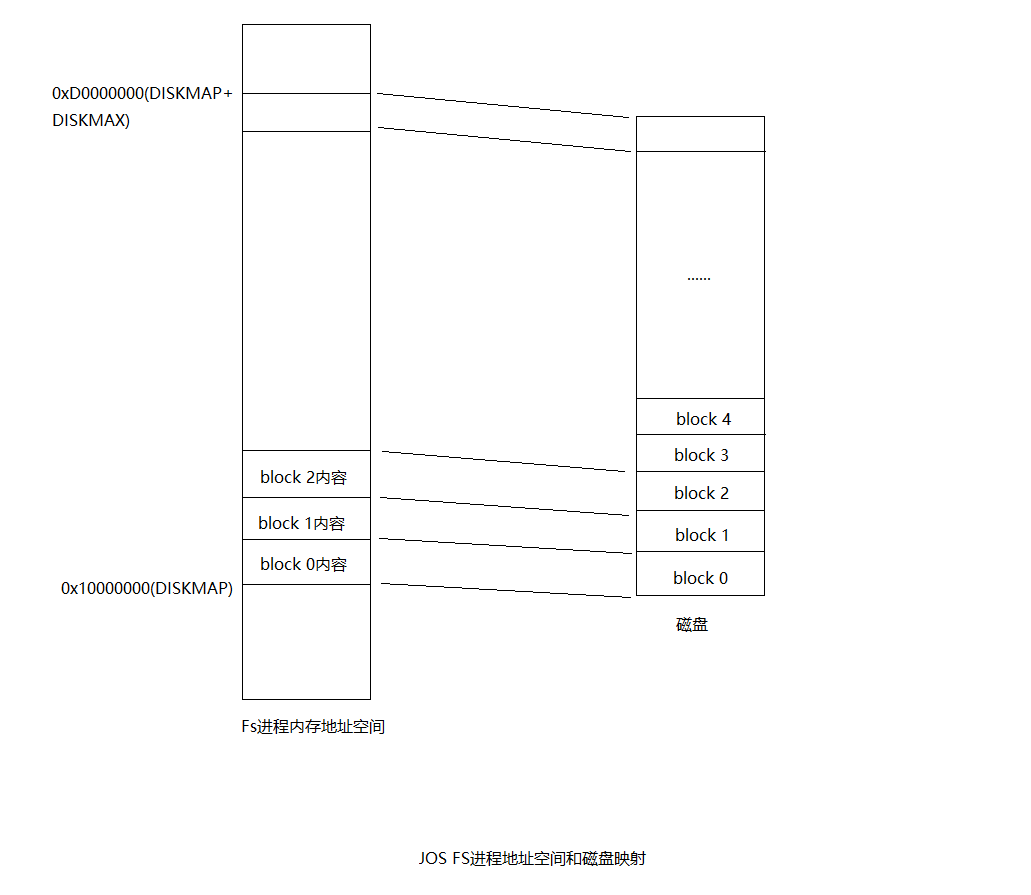 0xD0000000(DISKMAP+
DISKMAX)
......
block 4
block 3
block 2内容
block 2
block 1内容
block 1
block 0内容
block 0
0x10000000(DISKMAP)
磁盘
Fs进程内存地址空间
JOS FS进程地址空间和磁盘映射